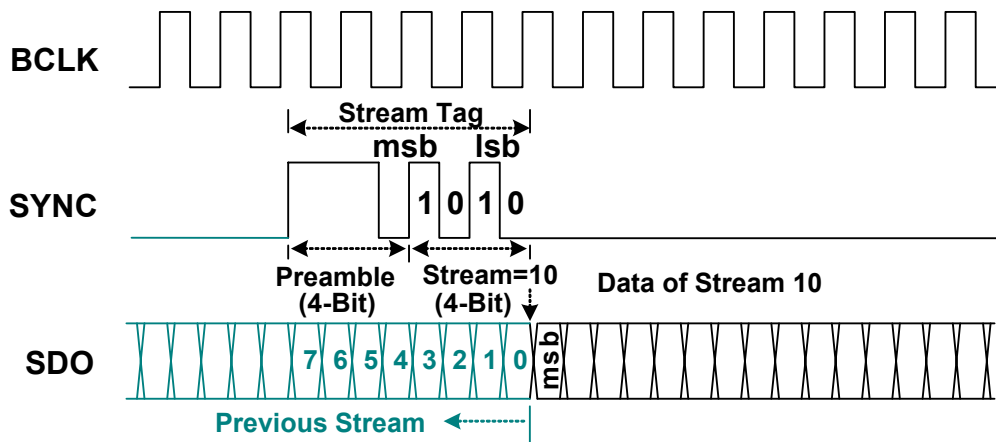 BCLK
Stream Tag
msb lsb
SYNC
1 0 1 0
Preamble
(4-Bit)
Stream=10
(4-Bit)
Data of Stream 10
SDO
7 6 5 4 3 2 1 0
msb
Previous Stream